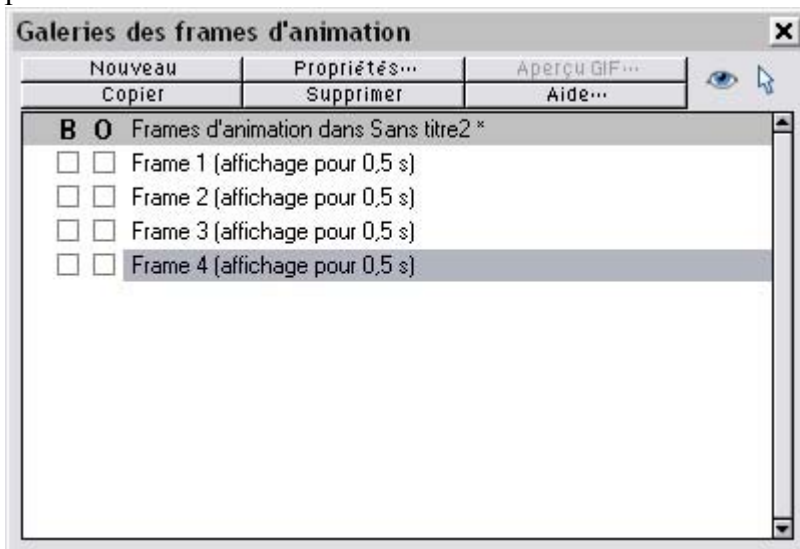 Galeries des frames d'animation
Nouveau Propriétés... Aperçu GIF...
Copier Supprimer Aide...
B O Frames d'animation dans Sans titre2 *
Frame 1 (affichage pour 0,5 s)
Frame 2 (affichage pour 0,5 s)
Frame 3 (affichage pour 0,5 s)
Frame 4 (affichage pour 0,5 s)